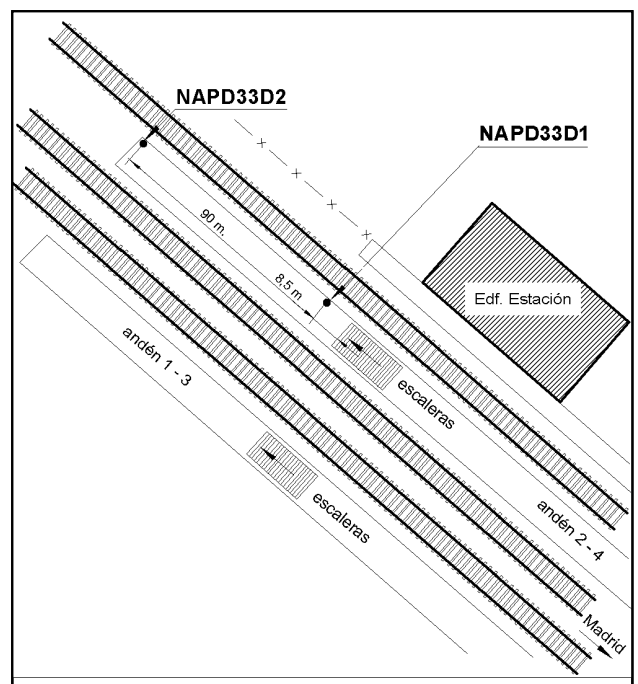 NAPD33D2
NAPD33D1
90 m.
8,5 m
Edf. Estación
andén 1 - 3
escaleras
escaleras
andén 2 - 4
Madrid